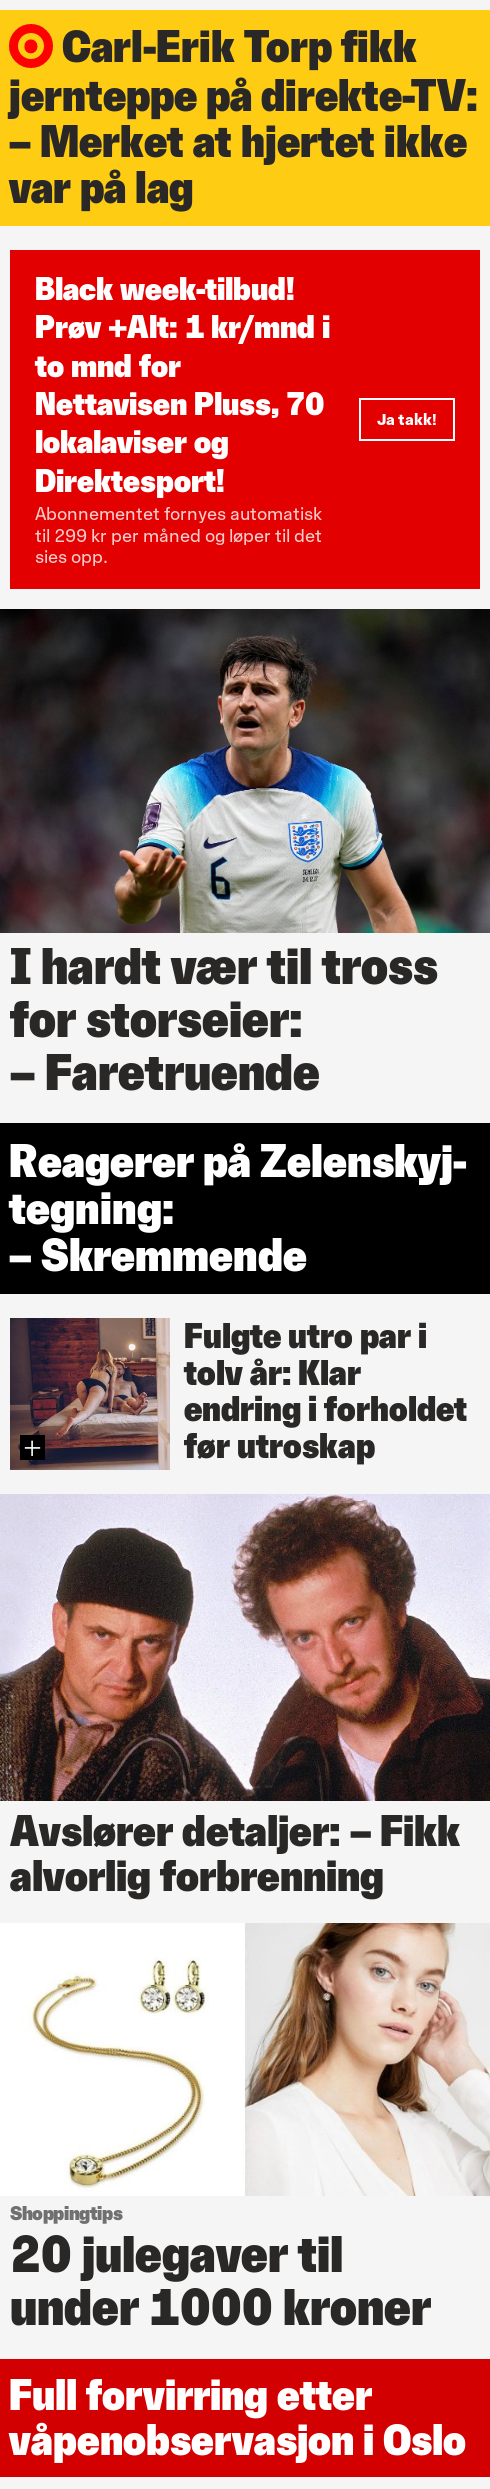 Carl-Erik Torp fikk
jernteppe på direkte-TV:
– Merket at hjertet ikke
var på lag
Black week-tilbud!
Prøv +Alt: 1 kr/mnd i
to mnd for
Nettavisen Pluss, 70
lokalaviser og
Direktesport!
Ja takk!
Abonnementet fornyes automatisk
til 299 kr per måned og løper til det
sies opp.
6
I hardt vær til tross
for storseier:
– Faretruende
Reagerer på Zelenskyj-
tegning:
– Skremmende
Fulgte utro par i
tolv år: Klar
endring i forholdet
før utroskap
Avslører detaljer: – Fikk
alvorlig forbrenning
Shoppingtips
20 julegaver til
under 1000 kroner
Full forvirring etter
våpenobservasjon i Oslo